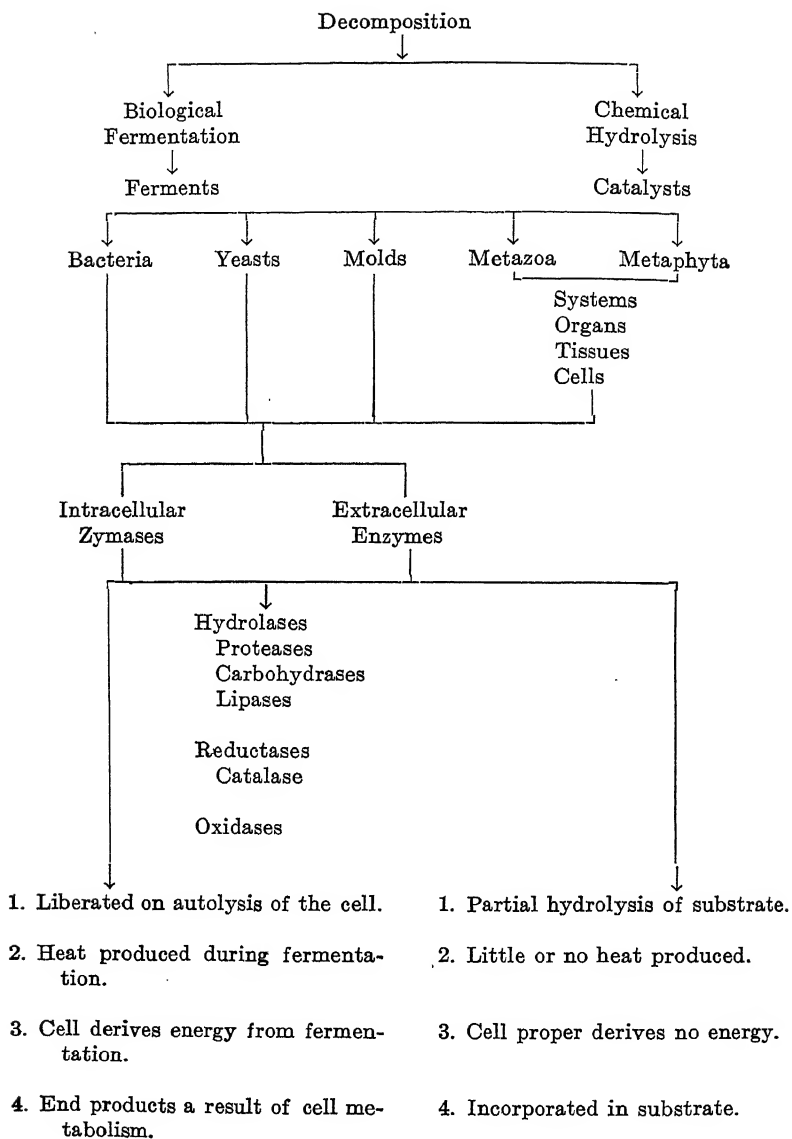 Decomposition
Biological
Fermentation
Chemical
Hydrolysis
Ferments
Catalysts
Bacteria
Yeasts
Molds
Metazoa
Metaphyta
Systems
Organs
Tissues
Cells
Intracellular
Zymases
Extracellular
Enzymes
Hydrolases
Proteases
Carbohydrases
Lipases
Reductases
Catalase
Oxidases
1. Liberated on autolysis of the cell.
2. Heat produced during fermenta-
tion.
3. Cell derives energy from fermen-
tation.
4. End products a result of cell me-
tabolism.
1. Partial hydrolysis of substrate.
2. Little or no heat produced.
3. Cell proper derives no energy.
4. Incorporated in substrate.